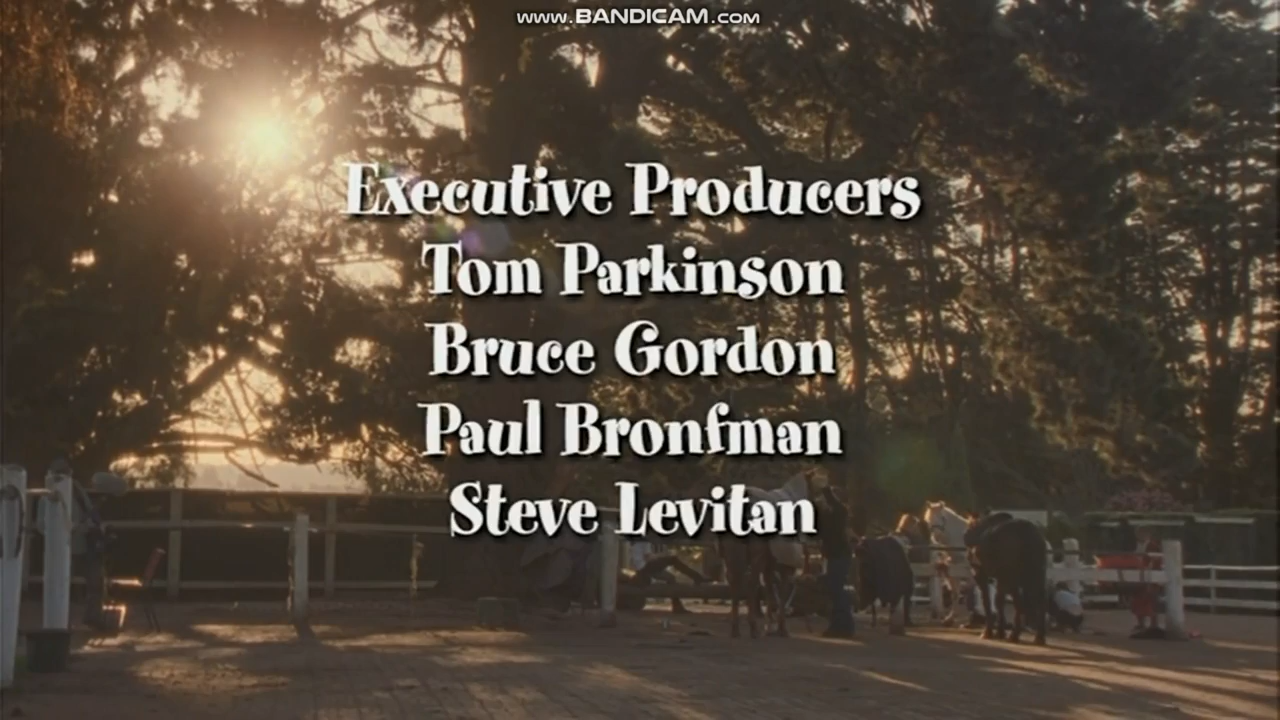 www.BANDICAM.com
Executive Producers
Tom Parkinson
Bruce Gordon
Paul Bronfman
Steve Levitan